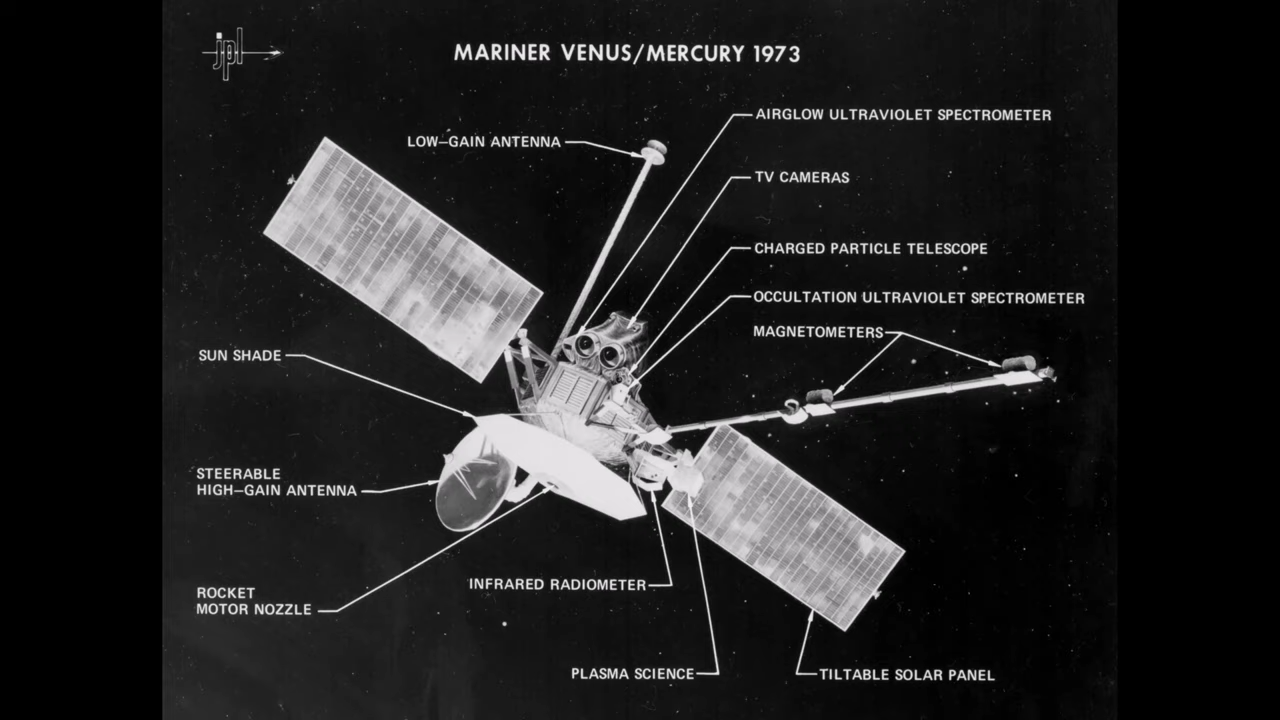 jpl
MARINER VENUS/MERCURY 1973
AIRGLOW ULTRAVIOLET SPECTROMETER
LOW-GAIN ANTENNA
TV CAMERAS
CHARGED PARTICLE TELESCOPE
OCCULTATION ULTRAVIOLET SPECTROMETER
MAGNETOMETERS
SUN SHADE
STEERABLE
HIGH-GAIN ANTENNA
INFRARED RADIOMETER
ROCKET
MOTOR NOZZLE
PLASMA SCIENCE
TILTABLE SOLAR PANEL